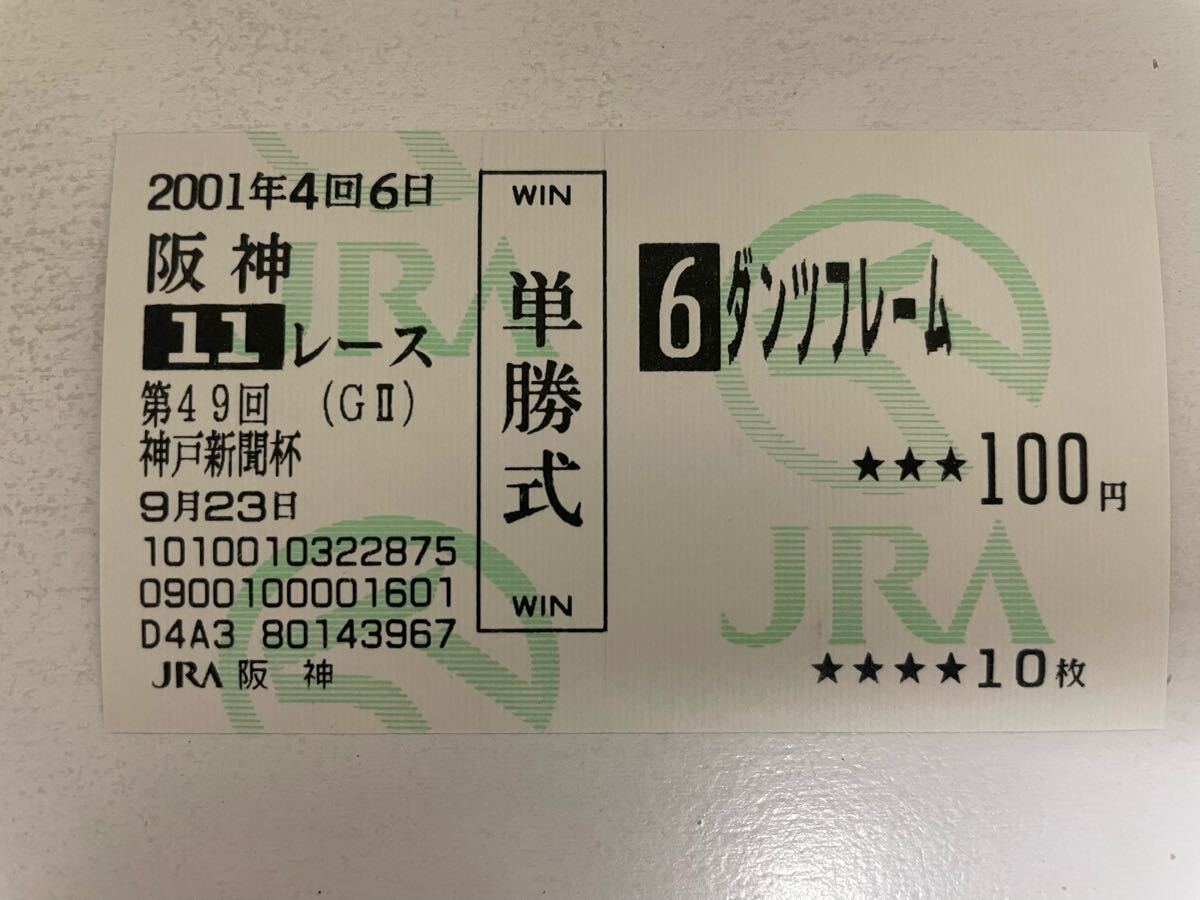 2001年4回6日
阪神
11レース
第49回 (GⅡ)
神戸新聞杯
9月23日
1010010322875
0900100001601
D4A3 80143967
JRA 阪 神
WIN
単勝式
WIN
6 ダンツフレーム
★★★100円
★★★★10枚
JRA
JRA